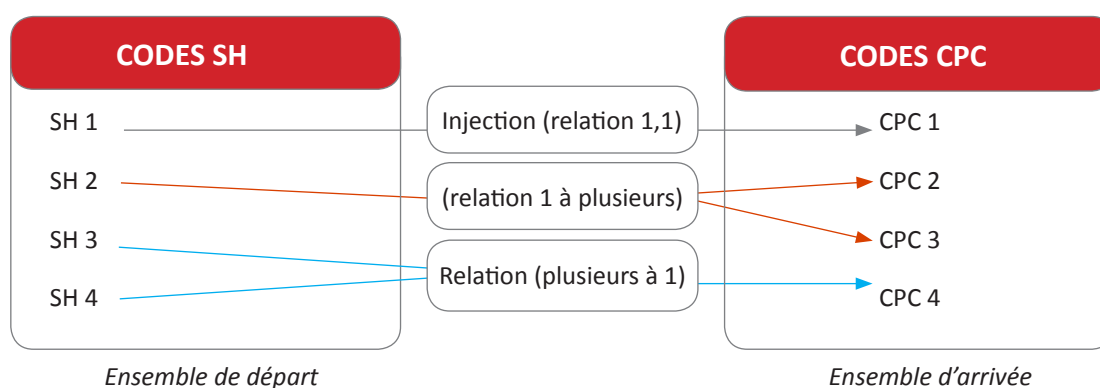 CODES SH
CODES CPC
SH 1
Injection (relation 1,1)
CPC 1
SH 2
(relation 1 à plusieurs)
CPC 2
SH 3
CPC 3
Relation (plusieurs à 1)
SH 4
CPC 4
Ensemble de départ
Ensemble d’arrivée